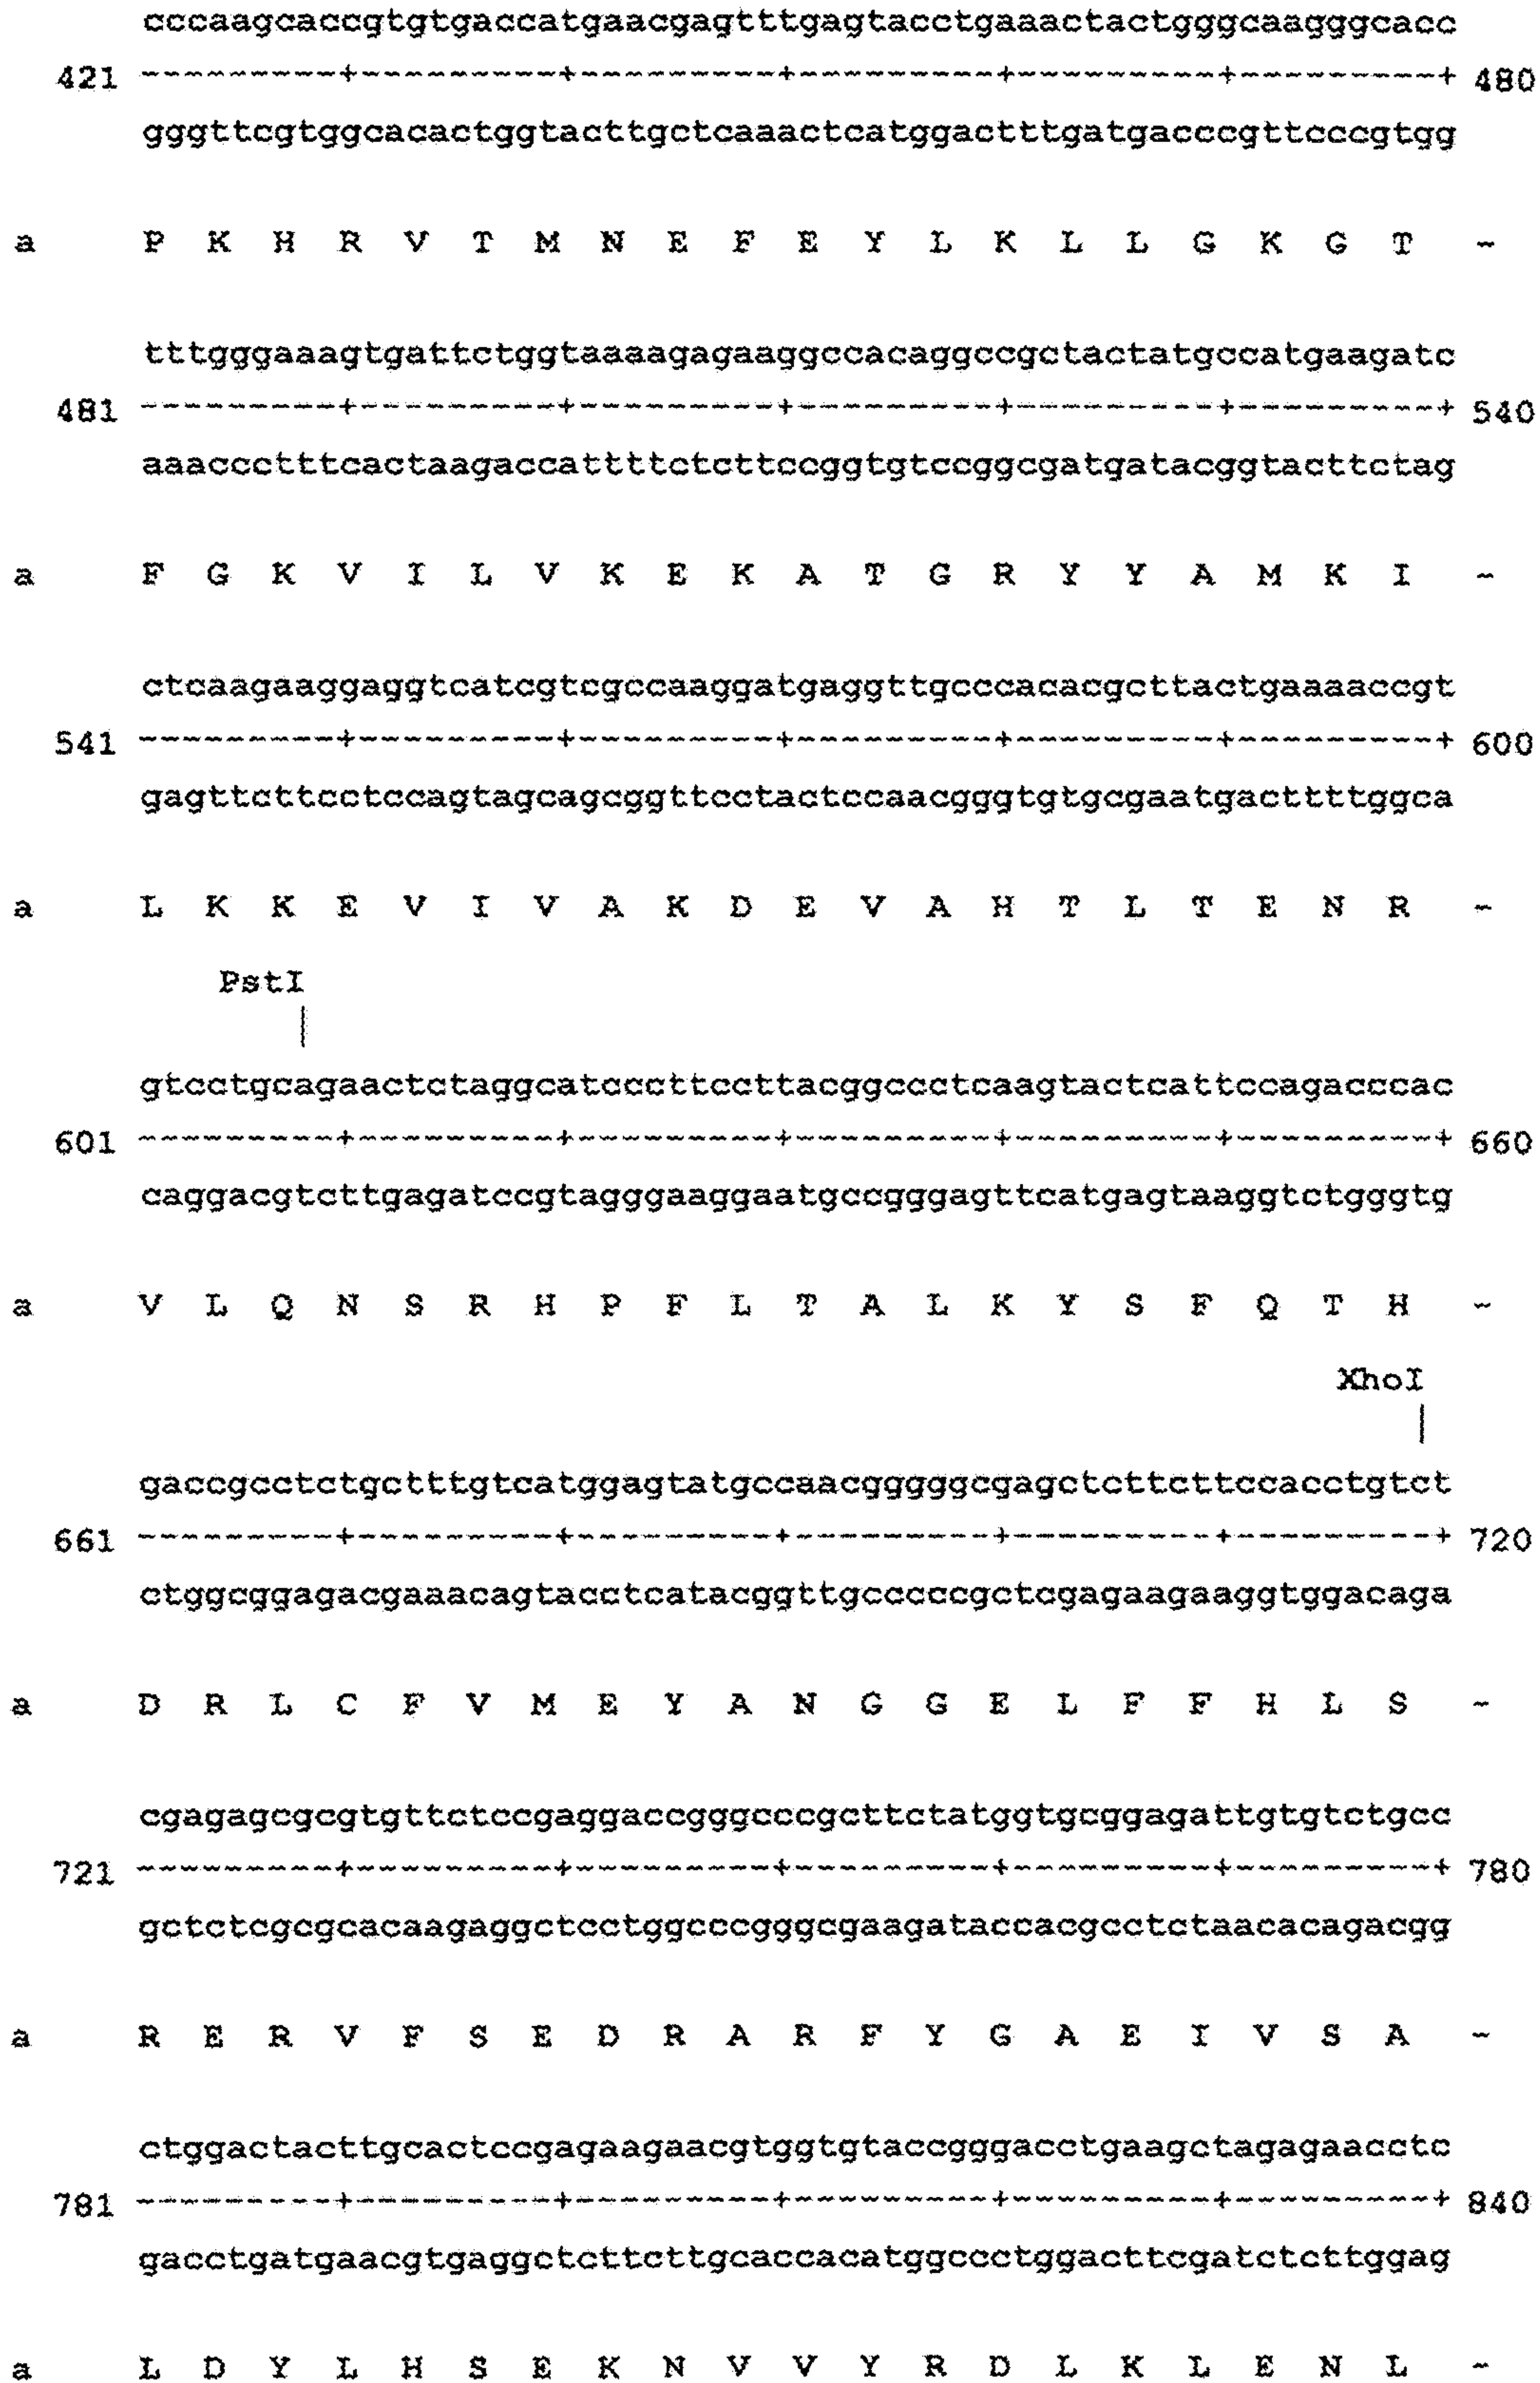 cccaagcaccgtgtgaccatgaacgagtttgagtacctgaaactactgggcaagggcacc
421 ---------+---------+---------+---------+---------+---------+ 480
gggttcgtggcacactggtacttgctcaaactcatggactttgatgacccgttcccgtgg
a P K H R V T M N E F E Y L K L L G K G T -
tttgggaaagtgattctggtaaaagagaaggccacaggccgctactatgccatgaagatc
481 ---------+---------+---------+---------+---------+---------+ 540
aaaccctttcactaagaccattttctcttccggtgtccggcgatgatacggtacttctag
a F G K V I L V K E K A T G R Y Y A M K I -
ctcaagaaggaggtcatcgtcgccaaggatgaggttgcccacacgcttactgaaaaccgt
541 ---------+---------+---------+---------+---------+---------+ 600
gagttcttcctccagtagcagcggttcctactccaacgggtgtgcgaatgacttttggca
a L K K E V I V A K D E V A H T L T E N R -
PstI
|
gtcctgcagaactctaggcatcccttccttacggccctcaagtactcattccagacccac
601 ---------+---------+---------+---------+---------+---------+ 660
caggacgtcttgagatccgtagggaaggaatgccgggagttcatgagtaaggtctgggtg
a V L Q N S R H P F L T A L K Y S F Q T H -
XhoI
|
gaccgcctctgctttgtcatggagtatgccaacgggggcgagctcttcttccacctgtct
661 ---------+---------+---------+---------+---------+---------+ 720
ctggcggagacgaaacagtacctcatacggttgcccccgctcgagaagaaggtggacaga
a D R L C F V M E Y A N G G E L F F H L S -
cgagagcgcgtgttctccgaggaccgggcccgcttctatggtgcggagattgtgtctgcc
721 ---------+---------+---------+---------+---------+---------+ 780
gctctcgcgcacaagaggctcctggcccgggcgaagataccacgcctctaacacagacgg
a R E R V F S E D R A R F Y G A E I V S A -
ctggactacttgcactccgagaagaacgtggtgtaccgggacctgaagctagagaacctc
781 ---------+---------+---------+---------+---------+---------+ 840
gacctgatgaacgtgaggctcttcttgcaccacatggccctggacttcgatctcttggag
a L D Y L H S E K N V V Y R D L K L E N L -